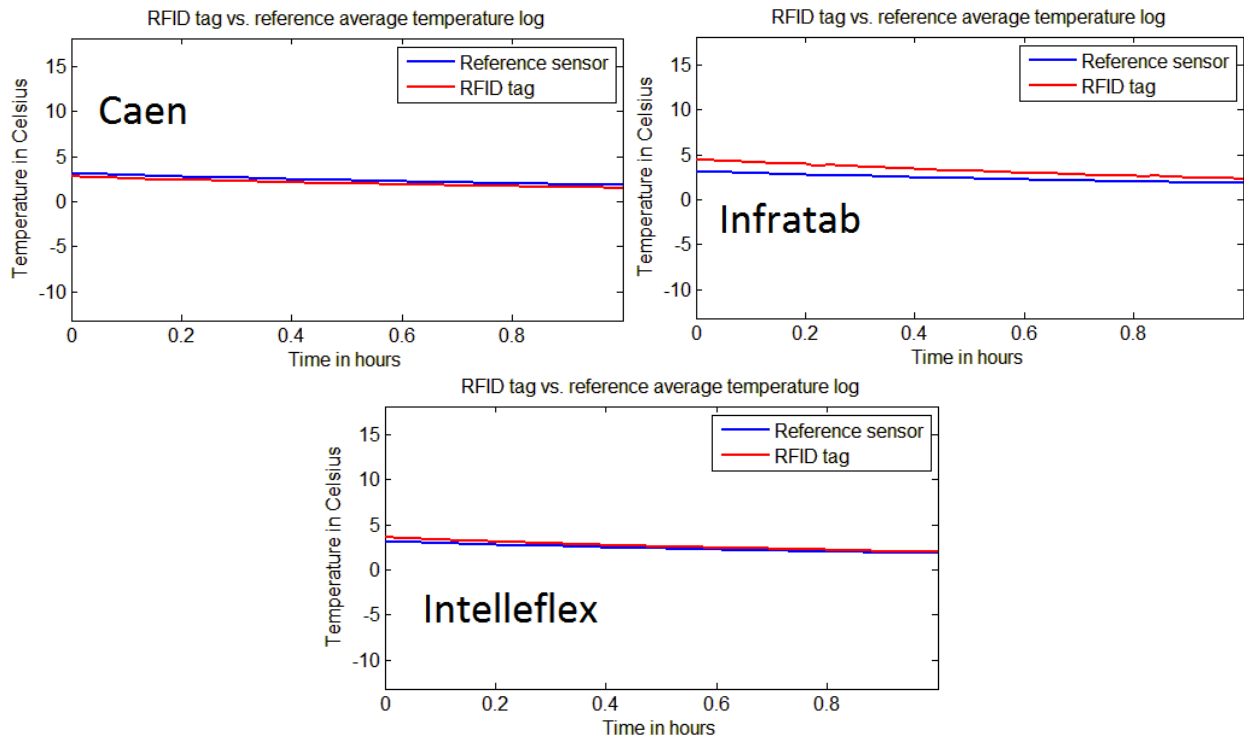 RFID tag vs. reference average temperature log
Temperature in Celsius
15
10
5
0
-5
-10
Reference sensor
RFID tag
Caen
0 0.2 0.4 0.6 0.8
Time in hours
RFID tag vs. reference average temperature log
Temperature in Celsius
15
10
5
0
-5
-10
Reference sensor
RFID tag
Infratab
0 0.2 0.4 0.6 0.8
Time in hours
RFID tag vs. reference average temperature log
Temperature in Celsius
15
10
5
0
-5
-10
Reference sensor
RFID tag
Intelleflex
0 0.2 0.4 0.6 0.8
Time in hours